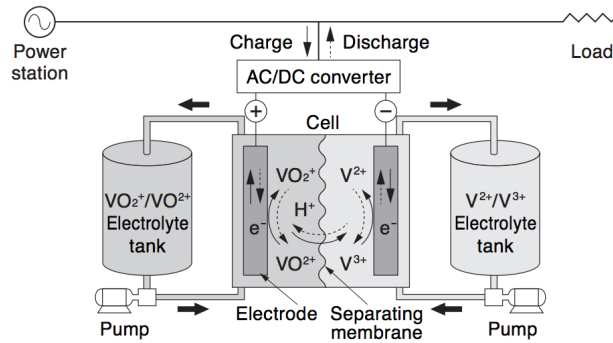 Charge
Discharge
Power
station
Load
AC/DC converter
+
−
Cell
VO₂⁺/VO²⁺
Electrolyte
tank
VO₂⁺
V²⁺
H⁺
e⁻
e⁻
VO²⁺
V³⁺
V²⁺/V³⁺
Electrolyte
tank
Pump
Electrode
Separating
membrane
Pump